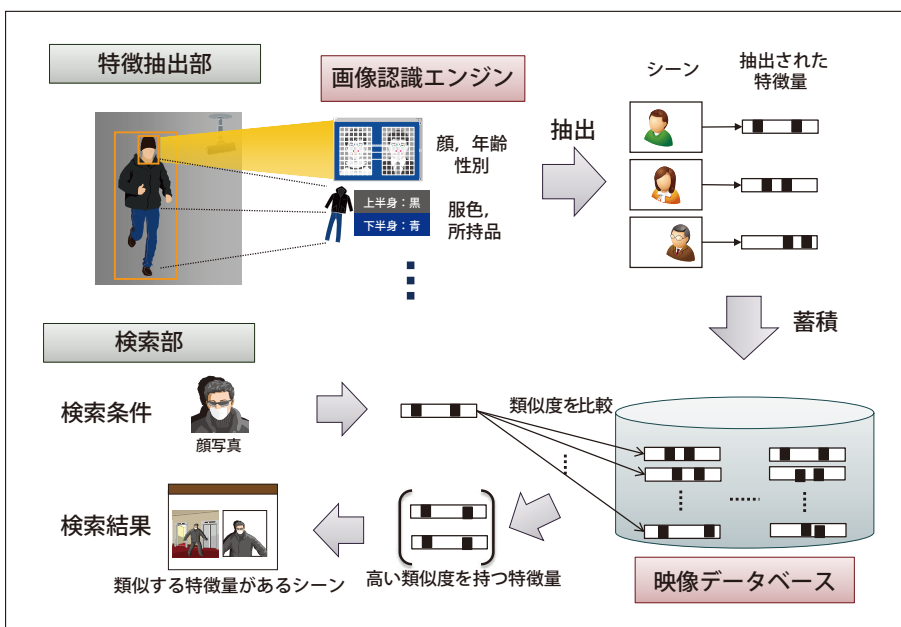 特徴抽出部
画像認識エンジン
顔，年齢
性別
上半身：黒
下半身：青
服色，
所持品
抽出
シーン
抽出された
特徴量
蓄積
検索部
検索条件
顔写真
類似度を比較
検索結果
類似する特徴量があるシーン
高い類似度を持つ特徴量
映像データベース